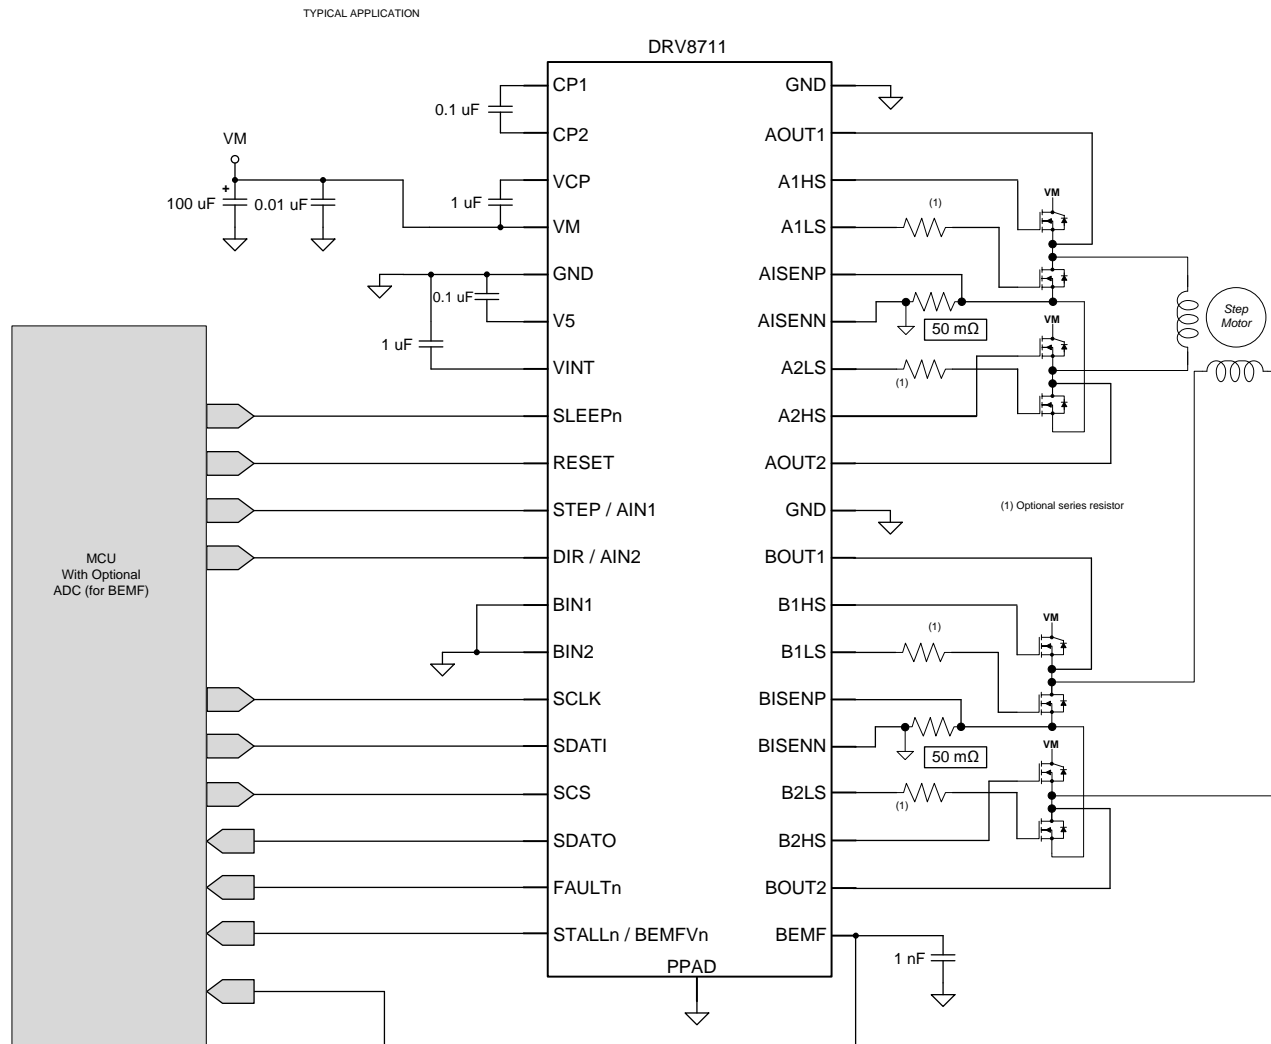 TYPICAL APPLICATION
DRV8711
CP1
CP2
VCP
VM
GND
V5
VINT
SLEEPn
RESET
STEP / AIN1
DIR / AIN2
BIN1
BIN2
SCLK
SDATI
SCS
SDATO
FAULTn
STALLn / BEMFVn
PPAD
GND
AOUT1
A1HS
A1LS
AISENP
AISENN
A2LS
A2HS
AOUT2
GND
BOUT1
B1HS
B1LS
BISENP
BISENN
B2LS
B2HS
BOUT2
BEMF
0.1 uF
VM
+
100 uF
0.01 uF
1 uF
0.1 uF
1 uF
MCU
With Optional
ADC (for BEMF)
(1)
VM
50 mΩ
VM
(1)
Step
Motor
(1) Optional series resistor
(1)
VM
50 mΩ
VM
(1)
1 nF